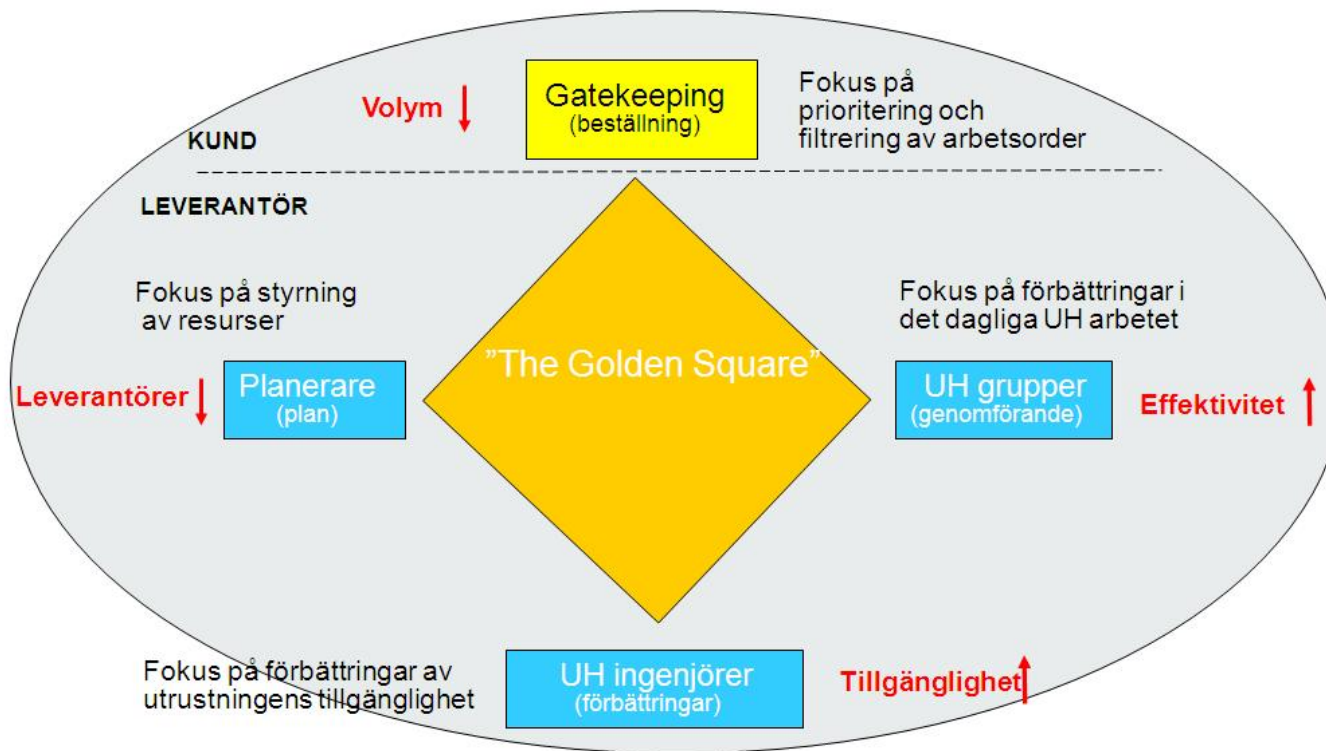 Volym
Gatekeeping
(beställning)
Fokus på
prioritering och
filtrering av arbetsorder
KUND
LEVERANTÖR
Fokus på styrning
av resurser
Fokus på förbättringar i
det dagliga UH arbetet
”The Golden Square”
Leverantörer
Planerare
(plan)
UH grupper
(genomförande)
Effektivitet
Fokus på förbättringar av
utrustningens tillgänglighet
UH ingenjörer
(förbättringar)
Tillgänglighet